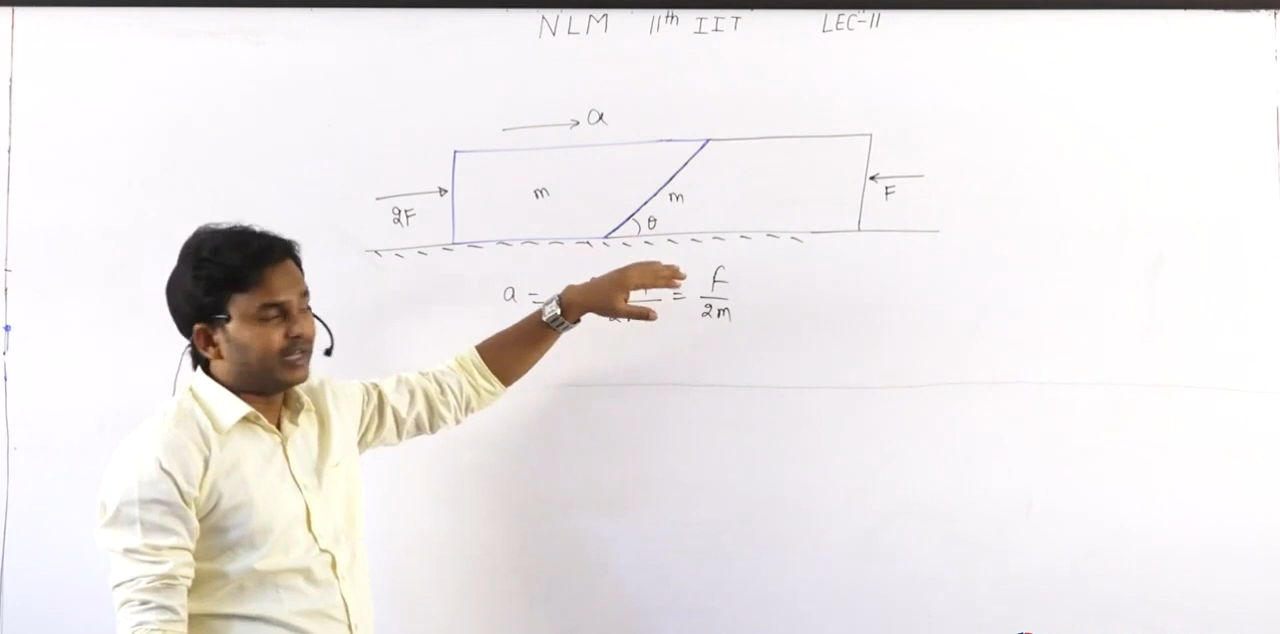 NLM 11th IIT LEC-11
a
2F m m θ F
a = = F/2m